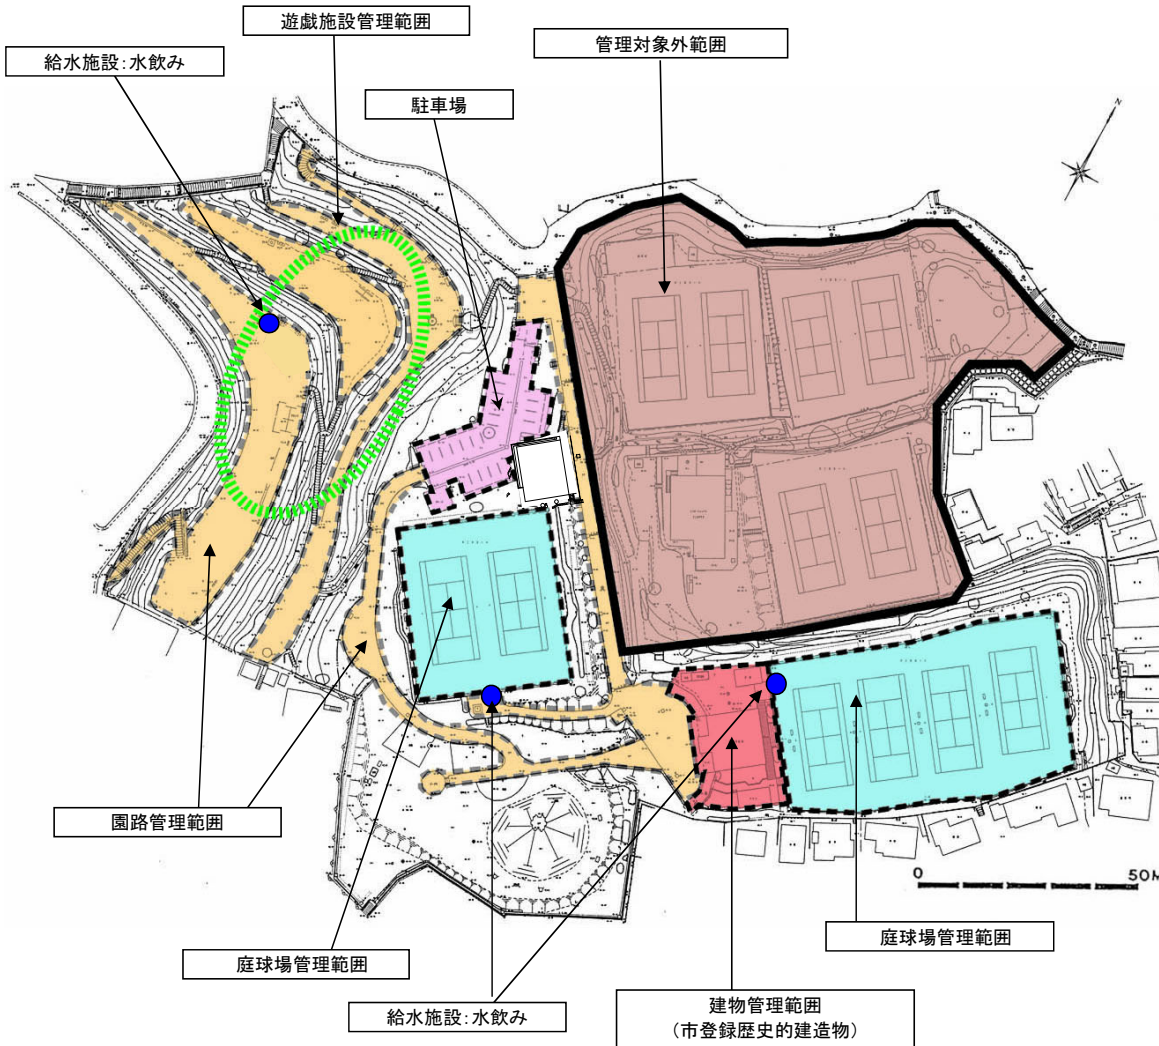 遊戯施設管理範囲
管理対象外範囲
給水施設:水飲み
駐車場
N
園路管理範囲
0 50M
庭球場管理範囲
庭球場管理範囲
給水施設:水飲み
建物管理範囲
(市登録歴史的建造物)